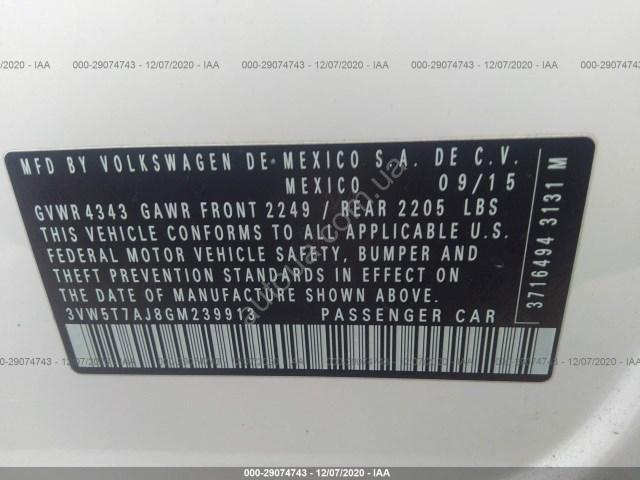 000-29074743 - 12/07/2020 - IAA
MFD BY VOLKSWAGEN DE MEXICO S.A. DE C.V.
MEXICO 09/15
GVWR 4343 GAWR FRONT 2249 / REAR 2205 LBS
THIS VEHICLE CONFORMS TO ALL APPLICABLE U.S.
FEDERAL MOTOR VEHICLE SAFETY, BUMPER AND
THEFT PREVENTION STANDARDS IN EFFECT ON
THE DATE OF MANUFACTURE SHOWN ABOVE.
3VW5T7AJ8GM239913 PASSENGER CAR
3716494 3131 M
000-29074743 - 12/07/2020 - IAA